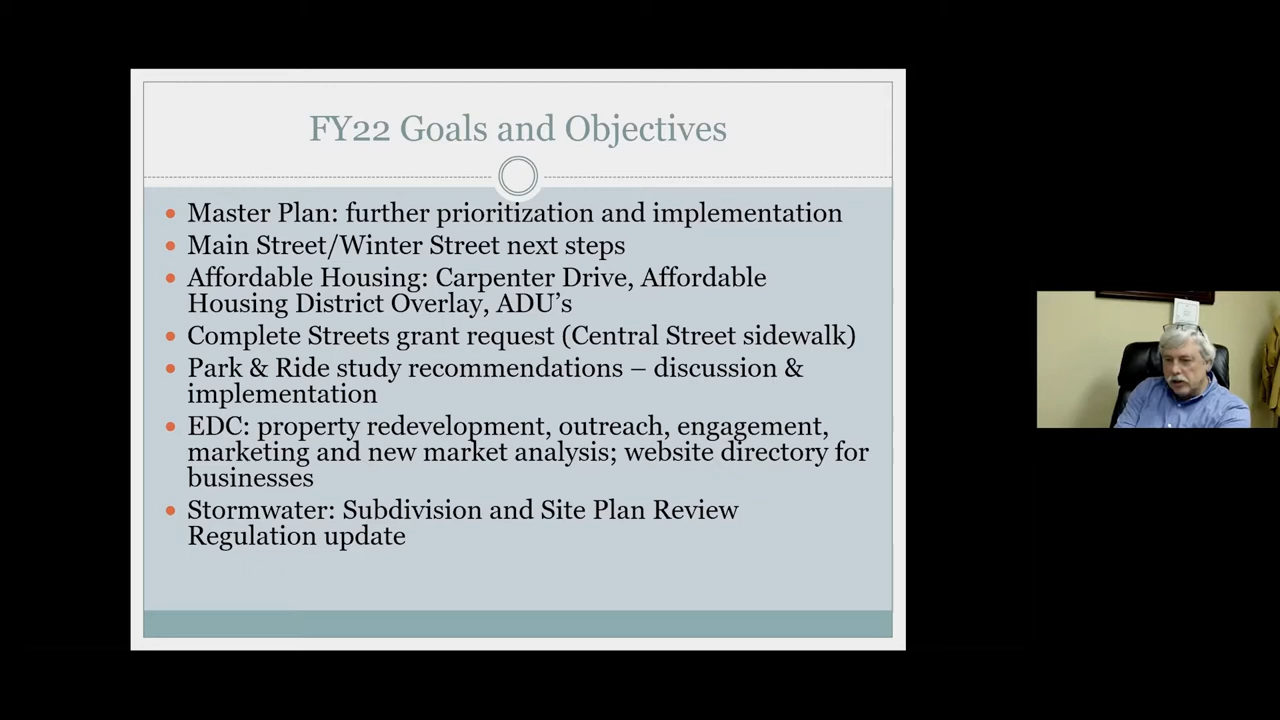 FY22 Goals and Objectives
Master Plan: further prioritization and implementation
Main Street/Winter Street next steps
Affordable Housing: Carpenter Drive, Affordable
Housing District Overlay, ADU’s
Complete Streets grant request (Central Street sidewalk)
Park & Ride study recommendations – discussion &
implementation
EDC: property redevelopment, outreach, engagement,
marketing and new market analysis; website directory for
businesses
Stormwater: Subdivision and Site Plan Review
Regulation update